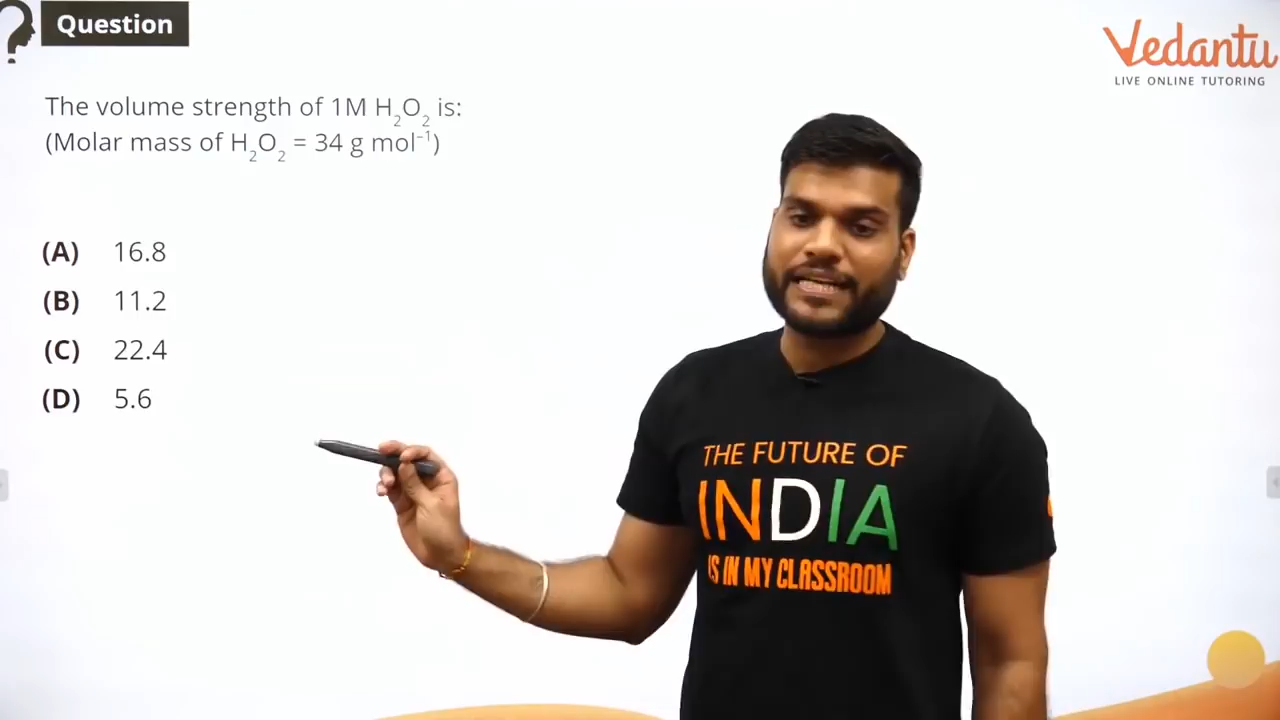 Question
Vedantu
LIVE ONLINE TUTORING
The volume strength of 1M H₂O₂ is:
(Molar mass of H₂O₂ = 34 g mol⁻¹)
(A) 16.8
(B) 11.2
(C) 22.4
(D) 5.6
THE FUTURE OF
INDIA
IS IN MY CLASSROOM